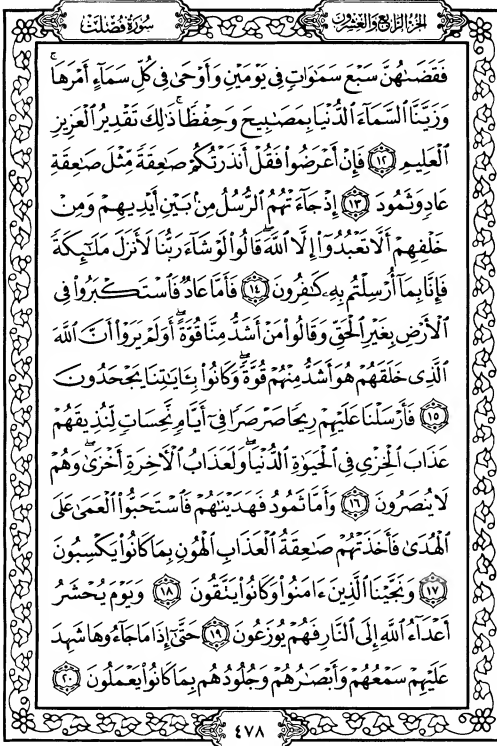 الجزء الرابع والعشرون
سورة فصلت
فَقَضَىٰهُنَّ سَبْعَ سَمَٰوَاتٍ فِى يَوْمَيْنِ وَأَوْحَىٰ فِى كُلِّ سَمَآءٍ أَمْرَهَا ۚ
وَزَيَّنَّا ٱلسَّمَآءَ ٱلدُّنْيَا بِمَصَٰبِيحَ وَحِفْظًا ۚ ذَٰلِكَ تَقْدِيرُ ٱلْعَزِيزِ
ٱلْعَلِيمِ ١٢ فَإِنْ أَعْرَضُوا۟ فَقُلْ أَنذَرْتُكُمْ صَٰعِقَةً مِّثْلَ صَٰعِقَةِ
عَادٍ وَثَمُودَ ١٣ إِذْ جَآءَتْهُمُ ٱلرُّسُلُ مِنۢ بَيْنِ أَيْدِيهِمْ وَمِنْ
خَلْفِهِمْ أَلَّا تَعْبُدُوٓا۟ إِلَّا ٱللَّهَ ۖ قَالُوا۟ لَوْ شَآءَ رَبُّنَا لَأَنزَلَ مَلَٰٓئِكَةً
فَإِنَّا بِمَآ أُرْسِلْتُم بِهِۦ كَٰفِرُونَ ١٤ فَأَمَّا عَادٌ فَٱسْتَكْبَرُوا۟ فِى
ٱلْأَرْضِ بِغَيْرِ ٱلْحَقِّ وَقَالُوا۟ مَنْ أَشَدُّ مِنَّا قُوَّةً ۖ أَوَلَمْ يَرَوْا۟ أَنَّ ٱللَّهَ
ٱلَّذِى خَلَقَهُمْ هُوَ أَشَدُّ مِنْهُمْ قُوَّةً ۖ وَكَانُوا۟ بِـَٔايَٰتِنَا يَجْحَدُونَ
١٥ فَأَرْسَلْنَا عَلَيْهِمْ رِيحًا صَرْصَرًا فِىٓ أَيَّامٍ نَّحِسَاتٍ لِّنُذِيقَهُمْ
عَذَابَ ٱلْخِزْىِ فِى ٱلْحَيَوٰةِ ٱلدُّنْيَا ۖ وَلَعَذَابُ ٱلْءَاخِرَةِ أَخْزَىٰ ۖ وَهُمْ
لَا يُنصَرُونَ ١٦ وَأَمَّا ثَمُودُ فَهَدَيْنَٰهُمْ فَٱسْتَحَبُّوا۟ ٱلْعَمَىٰ عَلَى
ٱلْهُدَىٰ فَأَخَذَتْهُمْ صَٰعِقَةُ ٱلْعَذَابِ ٱلْهُونِ بِمَا كَانُوا۟ يَكْسِبُونَ
١٧ وَنَجَّيْنَا ٱلَّذِينَ ءَامَنُوا۟ وَكَانُوا۟ يَتَّقُونَ ١٨ وَيَوْمَ يُحْشَرُ
أَعْدَآءُ ٱللَّهِ إِلَى ٱلنَّارِ فَهُمْ يُوزَعُونَ ١٩ حَتَّىٰٓ إِذَا مَا جَآءُوهَا شَهِدَ
عَلَيْهِمْ سَمْعُهُمْ وَأَبْصَٰرُهُمْ وَجُلُودُهُم بِمَا كَانُوا۟ يَعْمَلُونَ ٢٠
٤٧٨